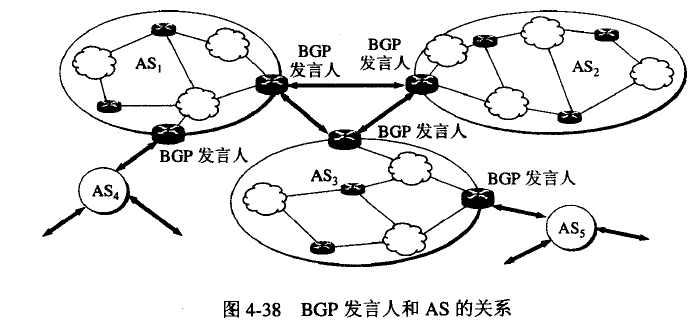 BGP
发言人
BGP
发言人
AS₁
AS₂
BGP 发言人
BGP 发言人
AS₃
BGP 发言人
AS₄
AS₅
图 4-38 BGP 发言人和 AS 的关系